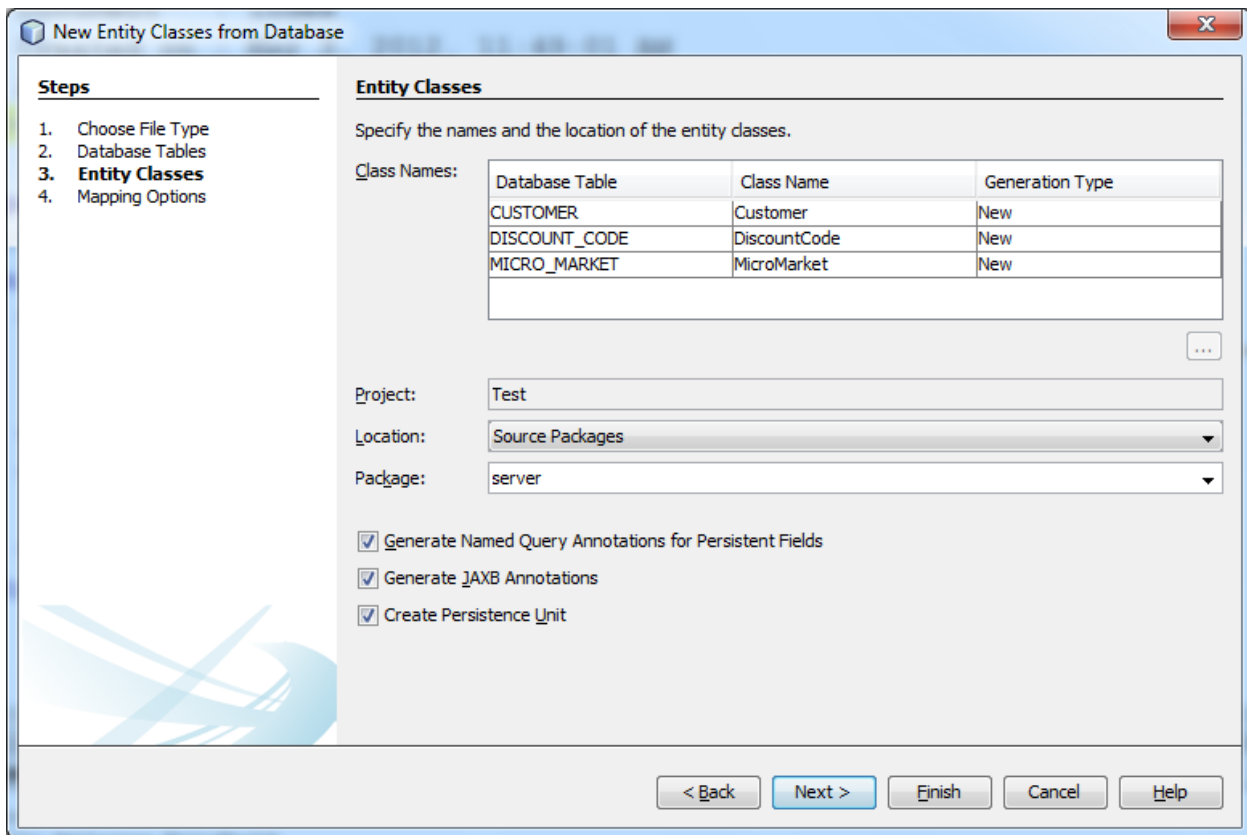 New Entity Classes from Database
X
Steps
1. Choose File Type
2. Database Tables
3. Entity Classes
4. Mapping Options
Entity Classes
Specify the names and the location of the entity classes.
Class Names:
Database Table Class Name Generation Type
CUSTOMER Customer New
DISCOUNT_CODE DiscountCode New
MICRO_MARKET MicroMarket New
...
Project: Test
Location: Source Packages
Package: server
Generate Named Query Annotations for Persistent Fields
Generate JAXB Annotations
Create Persistence Unit
< Back Next > Finish Cancel Help